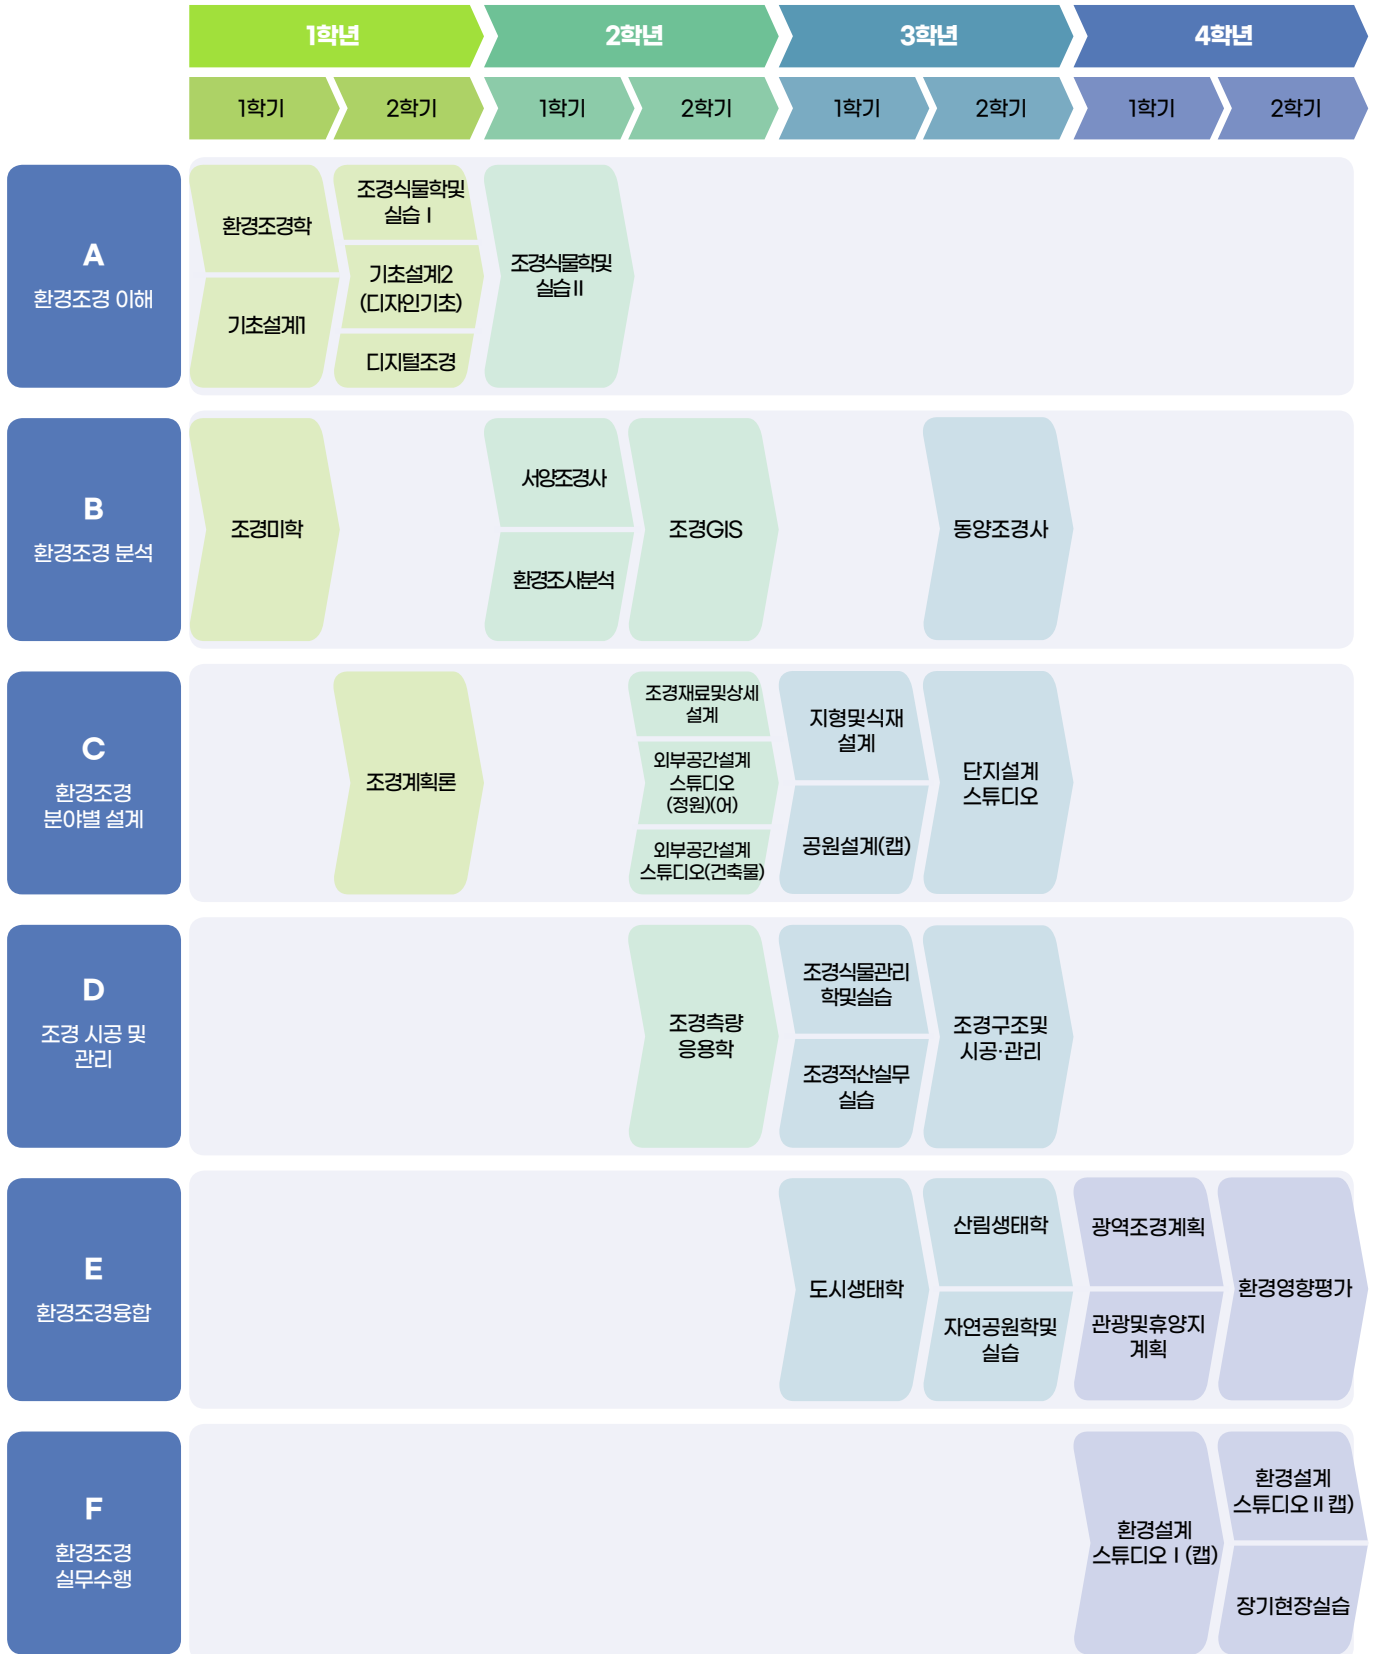 1학년
2학년
3학년
4학년
1학기
2학기
1학기
2학기
1학기
2학기
1학기
2학기
A
환경조경 이해
환경조경학
기초설계1
조경식물학및
실습 I
기초설계2
(디자인기초)
디지털조경
조경식물학및
실습 II
B
환경조경 분석
조경미학
서양조경사
환경조사분석
조경GIS
동양조경사
C
환경조경
분야별 설계
조경계획론
조경재료및상세
설계
외부공간설계
스튜디오
(정원)(어)
외부공간설계
스튜디오(건축물)
지형및식재
설계
공원설계(캡)
단지설계
스튜디오
D
조경 시공 및
관리
조경측량
응용학
조경식물관리
학및실습
조경적산실무
실습
조경구조및
시공·관리
E
환경조경융합
도시생태학
산림생태학
자연공원학및
실습
광역조경계획
관광및휴양지
계획
환경영향평가
F
환경조경
실무수행
환경설계
스튜디오 I (캡)
환경설계
스튜디오 II 캡)
장기현장실습